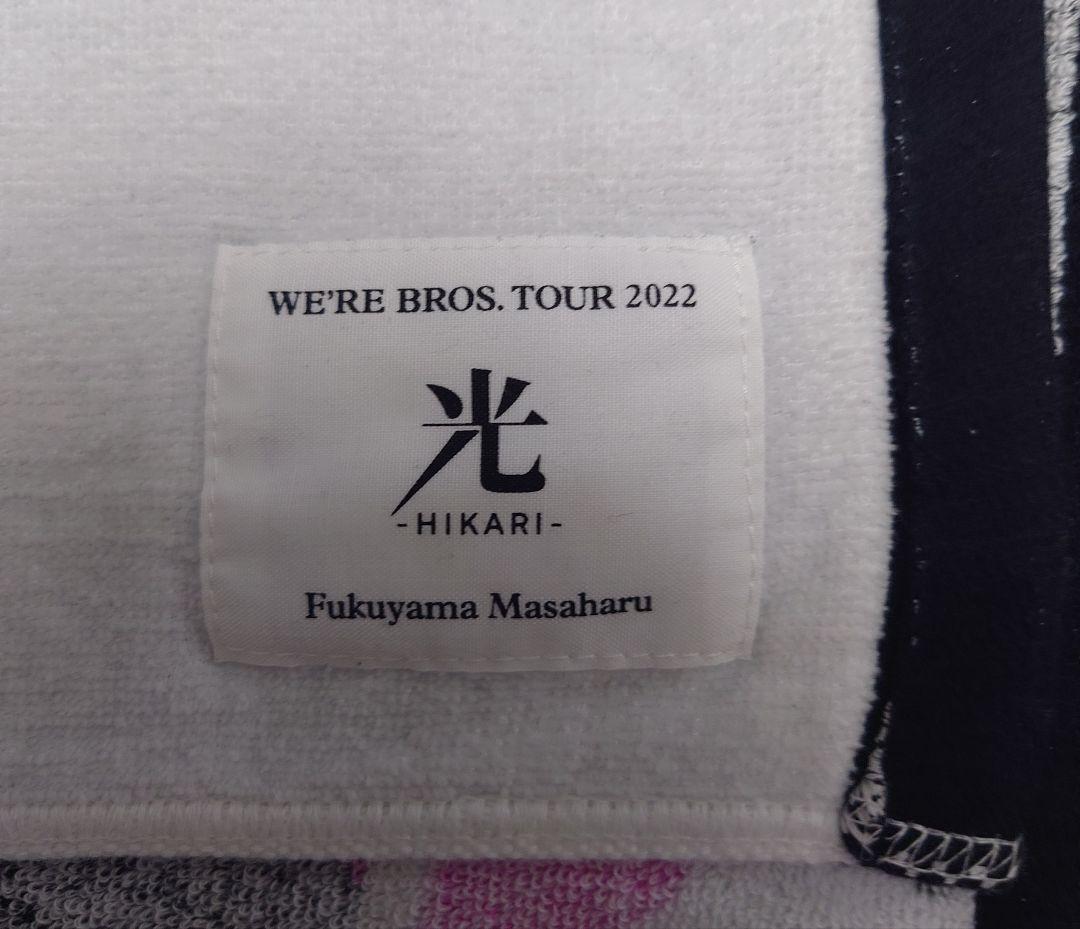 WE'RE BROS. TOUR 2022
光
-HIKARI-
Fukuyama Masaharu